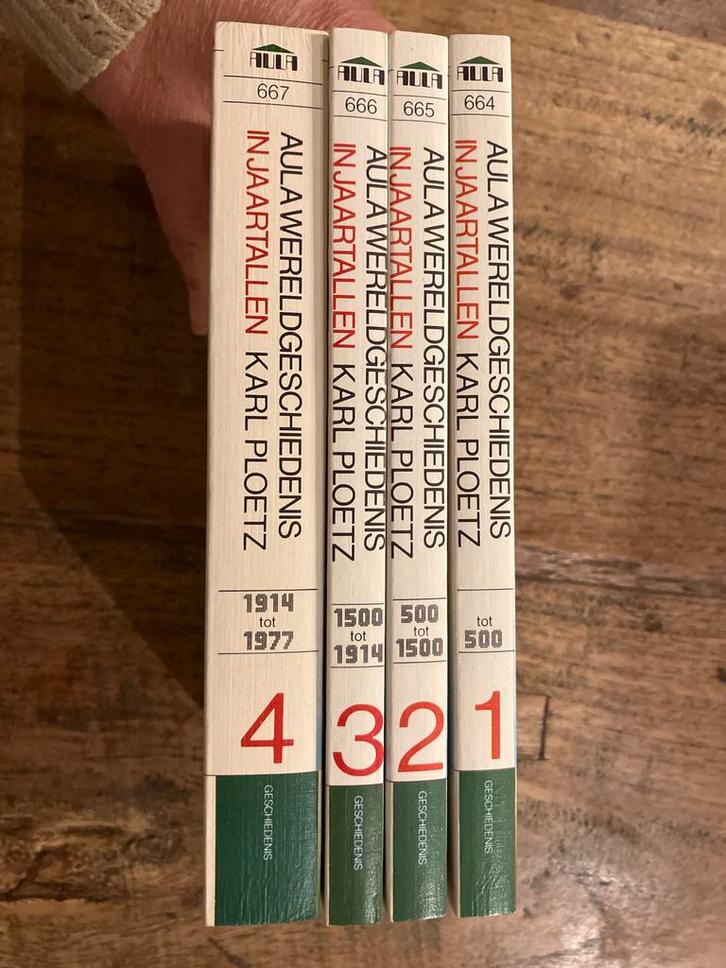 AULA
667
AULA WERELDGESCHIEDENIS
IN JAARTALLEN KARL PLOETZ
1914
tot
1977
4
GESCHIEDENIS
AULA
666
AULA WERELDGESCHIEDENIS
IN JAARTALLEN KARL PLOETZ
1500
tot
1914
3
GESCHIEDENIS
AULA
665
AULA WERELDGESCHIEDENIS
IN JAARTALLEN KARL PLOETZ
500
tot
1500
2
GESCHIEDENIS
AULA
664
AULA WERELDGESCHIEDENIS
IN JAARTALLEN KARL PLOETZ
tot
500
1
GESCHIEDENIS